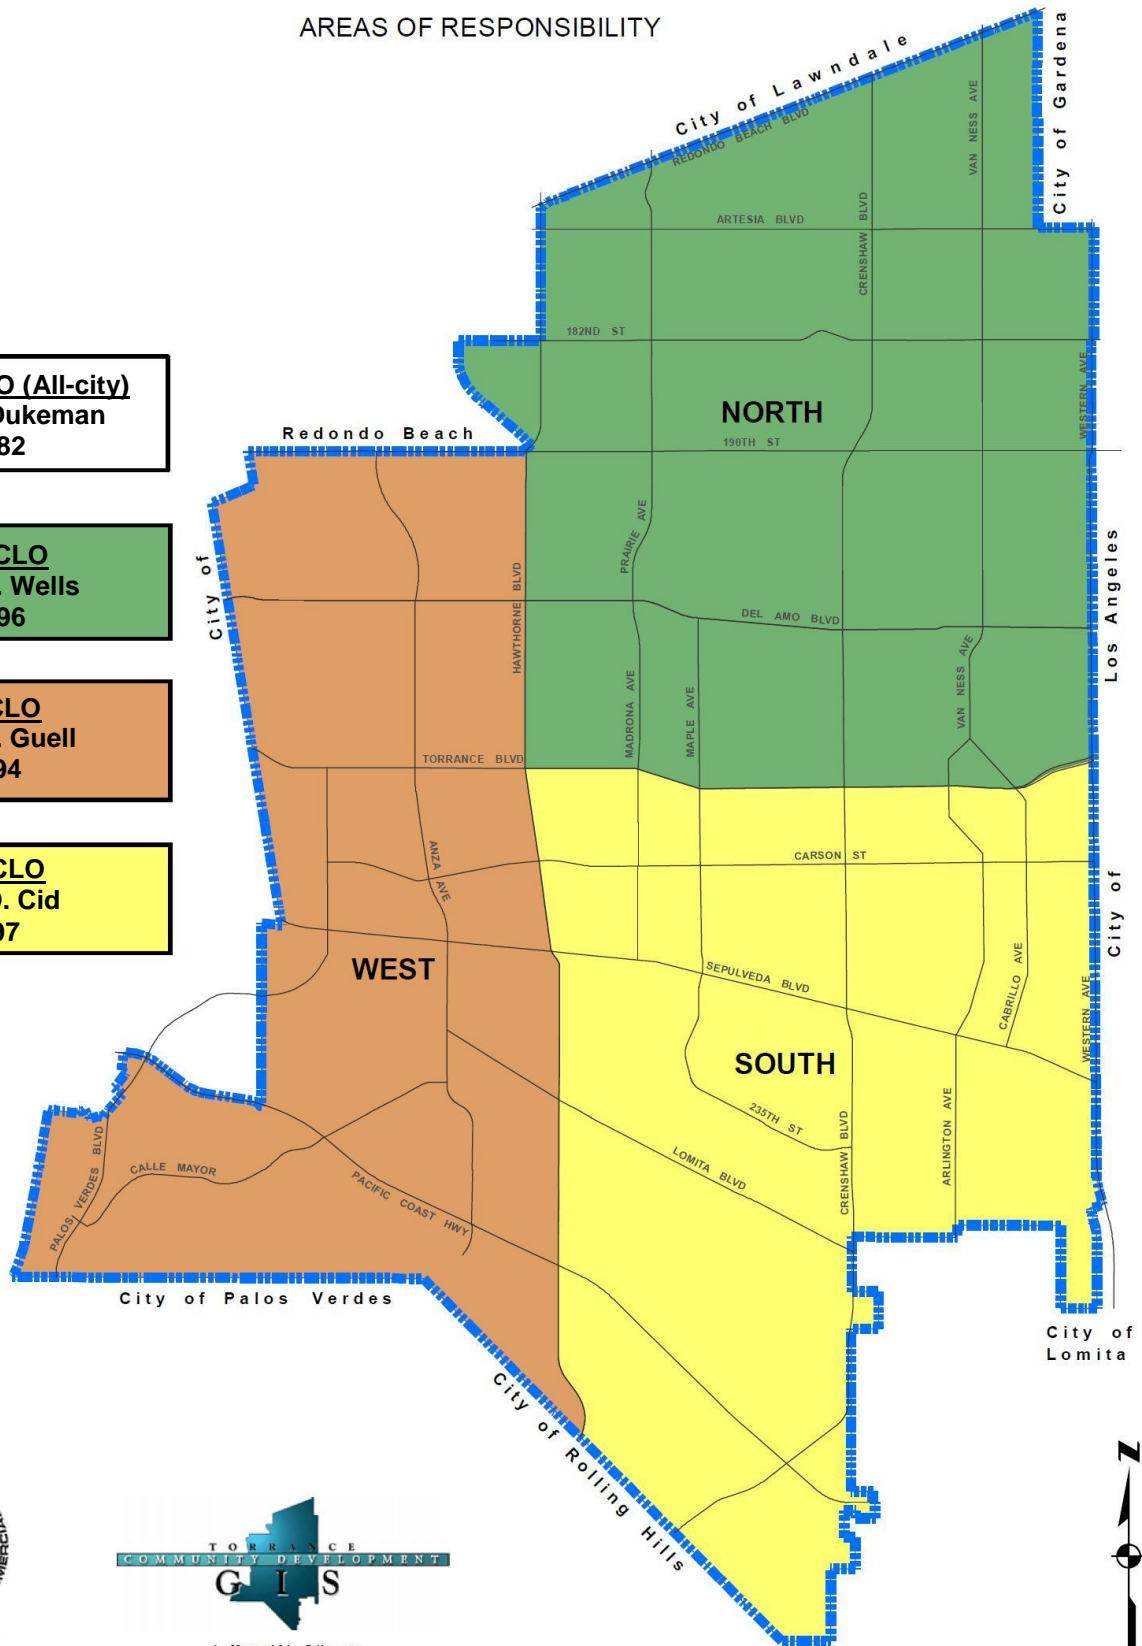 AREAS OF RESPONSIBILITY
City of Lawndale
City of Gardena
REDONDO BEACH BLVD
VAN NESS AVE
ARTESIA BLVD
CRENSHAW BLVD
182ND ST
WESTERN AVE
O (All-city)
Dukeman
82
NORTH
Redondo Beach
190TH ST
CLO
. Wells
96
City of
PRAIRIE AVE
HAWTHORNE BLVD
DEL AMO BLVD
Los Angeles
VAN NESS AVE
MADRONA AVE
MAPLE AVE
CLO
. Guell
94
TORRANCE BLVD
CLO
. Cid
97
ANZA AVE
CARSON ST
City of
WEST
SEPULVEDA BLVD
CABRILLO AVE
WESTERN AVE
SOUTH
235TH ST
ARLINGTON AVE
CRENSHAW BLVD
LOMITA BLVD
PALOS VERDES BLVD
CALLE MAYOR
PACIFIC COAST HWY
City of Palos Verdes
City of
Lomita
City of Rolling Hills
N
TORRANCE
COMMUNITY DEVELOPMENT
GIS